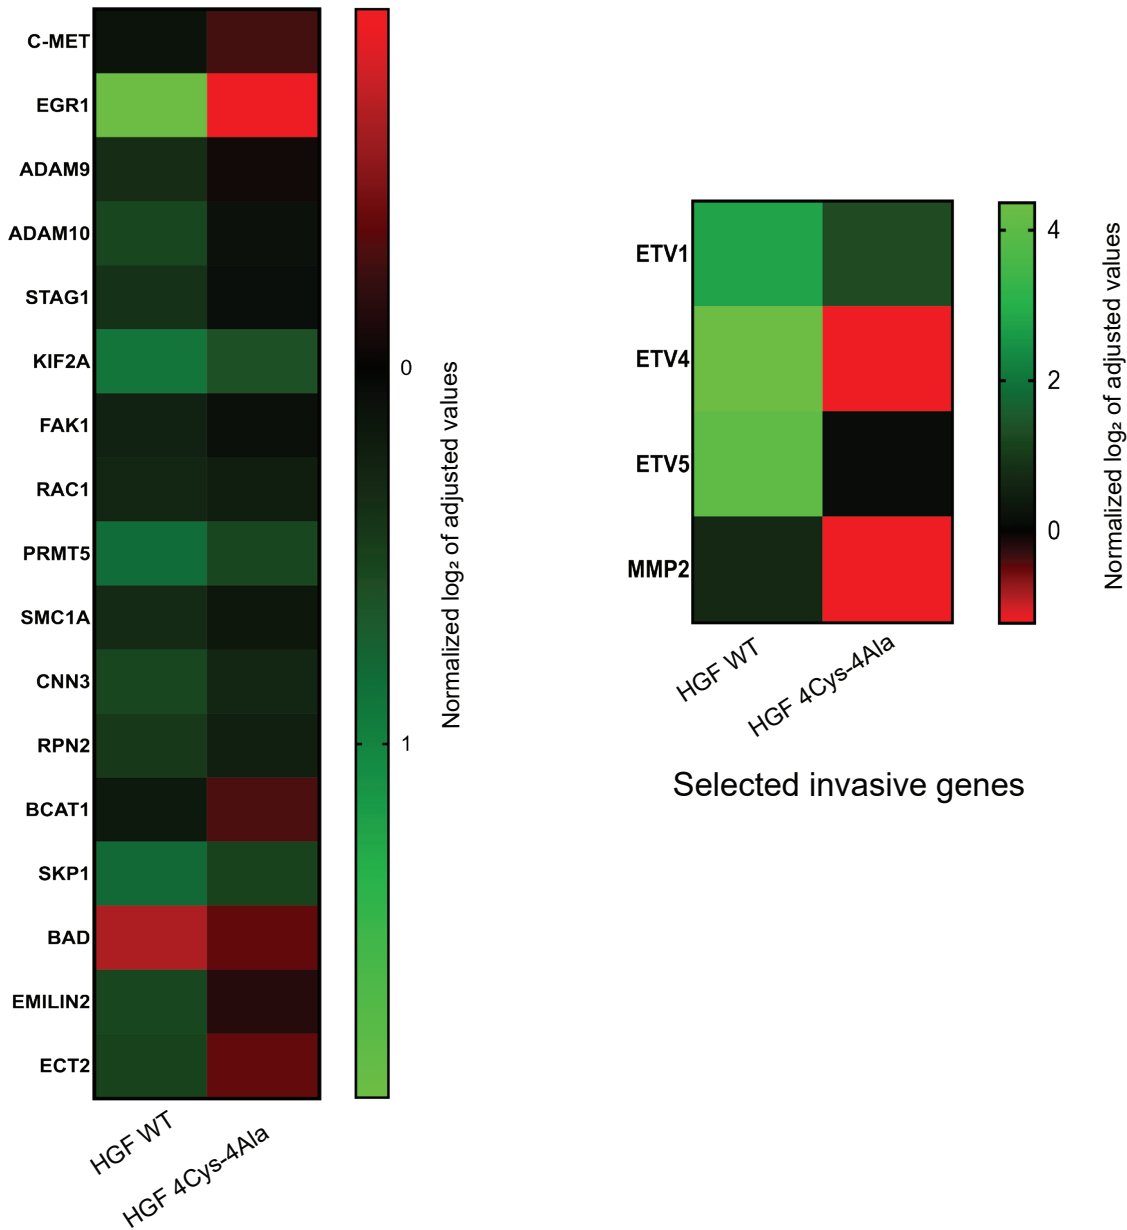 C-MET
EGR1
ADAM9
ADAM10
STAG1
KIF2A
FAK1
RAC1
PRMT5
SMC1A
CNN3
RPN2
BCAT1
SKP1
BAD
EMILIN2
ECT2
HGF WT
HGF 4Cys-4Ala
0
1
Normalized log₂ of adjusted values
ETV1
ETV4
ETV5
MMP2
HGF WT
HGF 4Cys-4Ala
4
2
0
Normalized log₂ of adjusted values
Selected invasive genes